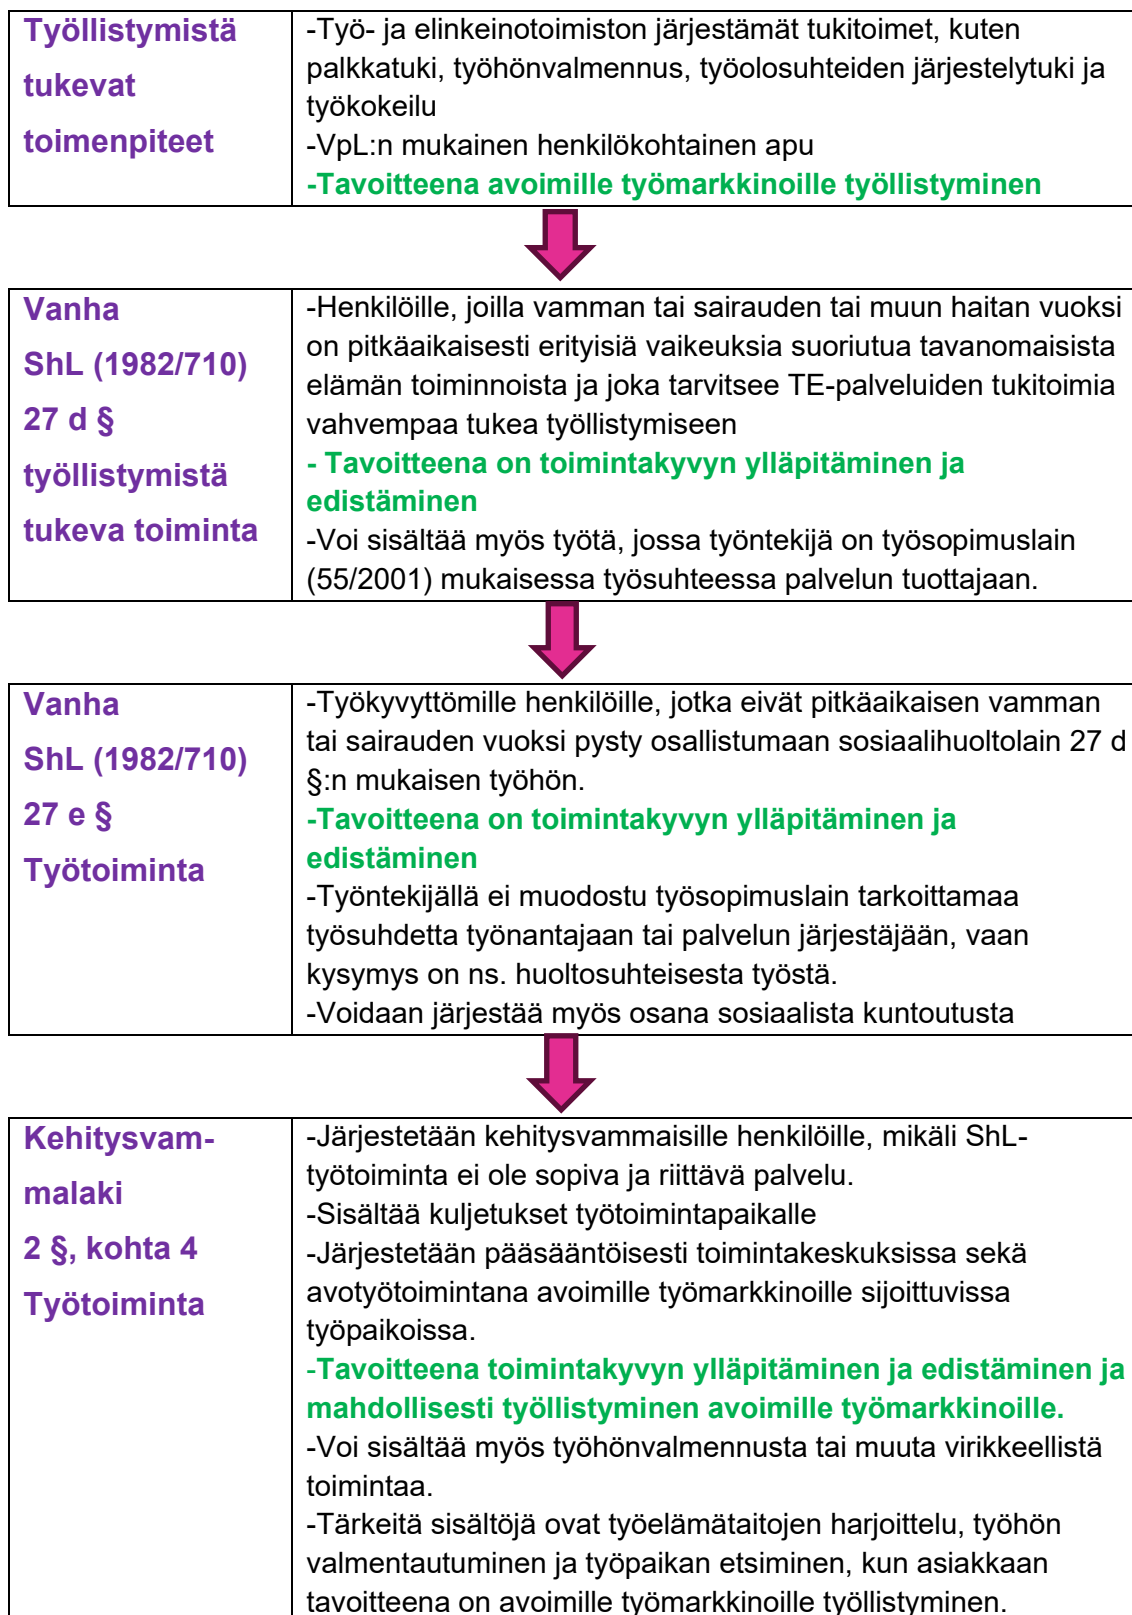 Työllistymistä
tukevat
toimenpiteet
-Työ- ja elinkeinotoimiston järjestämät tukitoimet, kuten
palkkatuki, työhönvalmennus, työolosuhteiden järjestelytuki ja
työkokeilu
-VpL:n mukainen henkilökohtainen apu
-Tavoitteena avoimille työmarkkinoille työllistyminen
Vanha
ShL (1982/710)
27 d §
työllistymistä
tukeva toiminta
-Henkilöille, joilla vamman tai sairauden tai muun haitan vuoksi
on pitkäaikaisesti erityisiä vaikeuksia suoriutua tavanomaisista
elämän toiminnoista ja joka tarvitsee TE-palveluiden tukitoimia
vahvempaa tukea työllistymiseen
- Tavoitteena on toimintakyvyn ylläpitäminen ja
edistäminen
-Voi sisältää myös työtä, jossa työntekijä on työsopimuslain
(55/2001) mukaisessa työsuhteessa palvelun tuottajaan.
Vanha
ShL (1982/710)
27 e §
Työtoiminta
-Työkyvyttömille henkilöille, jotka eivät pitkäaikaisen vamman
tai sairauden vuoksi pysty osallistumaan sosiaalihuoltolain 27 d
§:n mukaisen työhön.
-Tavoitteena on toimintakyvyn ylläpitäminen ja
edistäminen
-Työntekijällä ei muodostu työsopimuslain tarkoittamaa
työsuhdetta työnantajaan tai palvelun järjestäjään, vaan
kysymys on ns. huoltosuhteisesta työstä.
-Voidaan järjestää myös osana sosiaalista kuntoutusta
Kehitysvam-
malaki
2 §, kohta 4
Työtoiminta
-Järjestetään kehitysvammaisille henkilöille, mikäli ShL-
työtoiminta ei ole sopiva ja riittävä palvelu.
-Sisältää kuljetukset työtoimintapaikalle
-Järjestetään pääsääntöisesti toimintakeskuksissa sekä
avotyötoimintana avoimille työmarkkinoille sijoittuvissa
työpaikoissa.
-Tavoitteena toimintakyvyn ylläpitäminen ja edistäminen ja
mahdollisesti työllistyminen avoimille työmarkkinoille.
-Voi sisältää myös työhönvalmennusta tai muuta virikkeellistä
toimintaa.
-Tärkeitä sisältöjä ovat työelämätaitojen harjoittelu, työhön
valmentautuminen ja työpaikan etsiminen, kun asiakkaan
tavoitteena on avoimille työmarkkinoille työllistyminen.